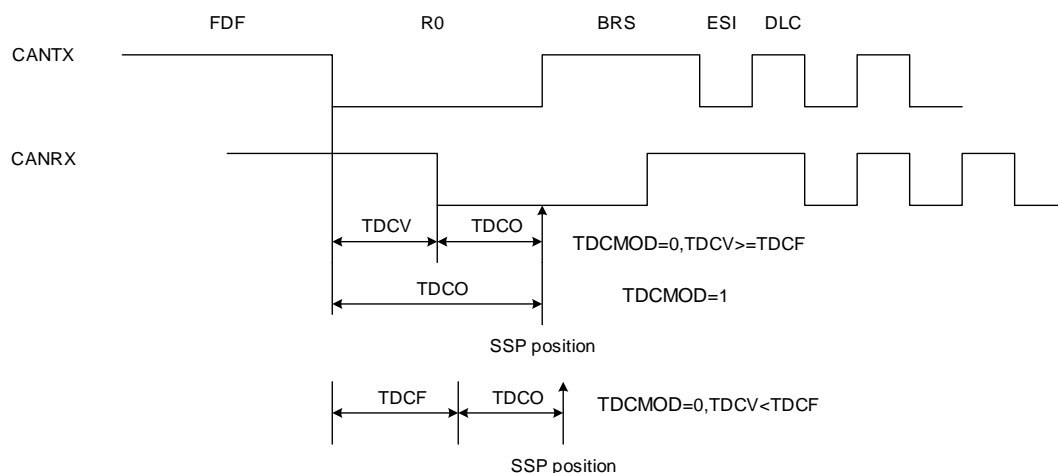 FDF R0 BRS ESI DLC
CANTX
CANRX
TDCV TDCO TDCMOD=0,TDCV>=TDCF
TDCO TDCMOD=1
SSP position
TDCF TDCO TDCMOD=0,TDCV<TDCF
SSP position